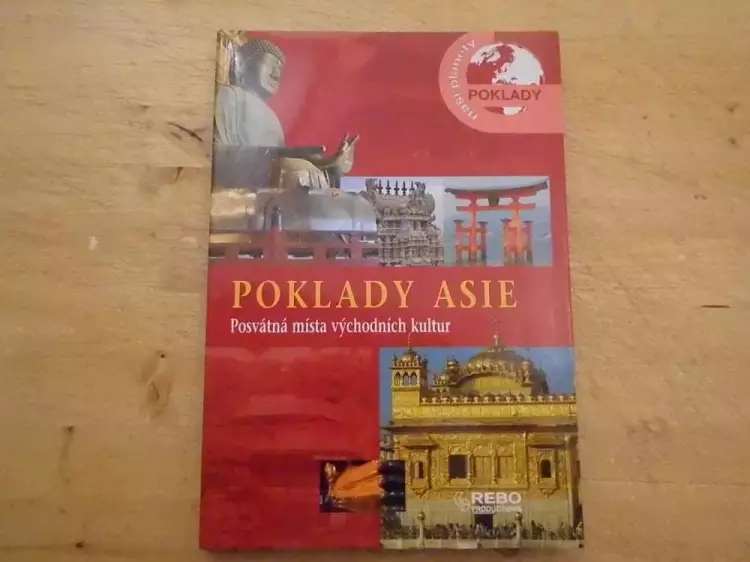 naší planety
POKLADY
POKLADY ASIE
Posvátná místa východních kultur
REBO
PRODUCTIONS